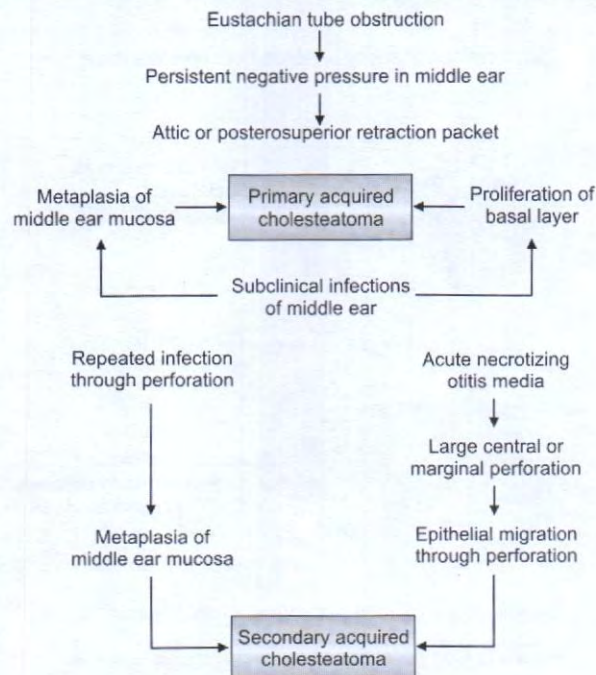 Eustachian tube obstruction
Persistent negative pressure in middle ear
Attic or posterosuperior retraction packet
Metaplasia of
middle ear mucosa
Primary acquired
cholesteatoma
Proliferation of
basal layer
Subclinical infections
of middle ear
Repeated infection
through perforation
Acute necrotizing
otitis media
Large central or
marginal perforation
Metaplasia of
middle ear mucosa
Epithelial migration
through perforation
Secondary acquired
cholesteatoma